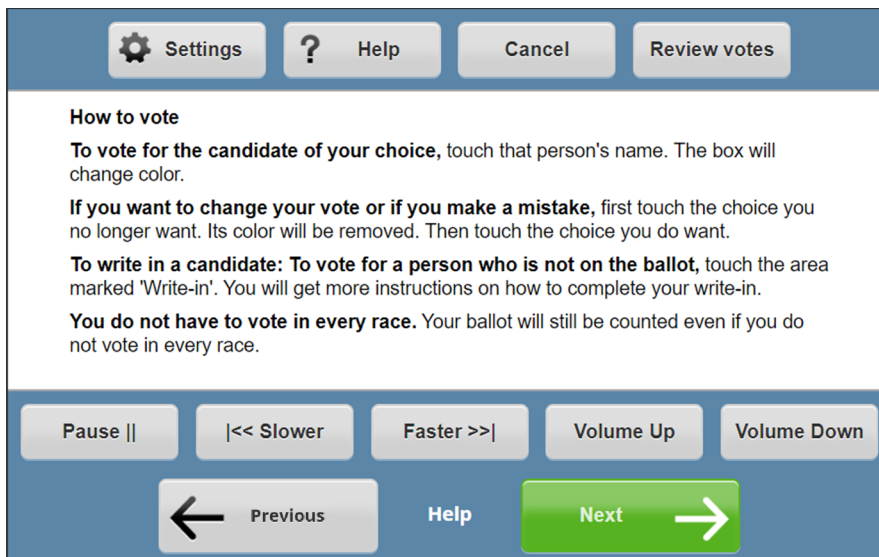 Settings
? Help
Cancel
Review votes
How to vote
To vote for the candidate of your choice, touch that person's name. The box will
change color.
If you want to change your vote or if you make a mistake, first touch the choice you
no longer want. Its color will be removed. Then touch the choice you do want.
To write in a candidate: To vote for a person who is not on the ballot, touch the area
marked 'Write-in'. You will get more instructions on how to complete your write-in.
You do not have to vote in every race. Your ballot will still be counted even if you do
not vote in every race.
Pause ||
|<< Slower
Faster >>|
Volume Up
Volume Down
Previous
Help
Next